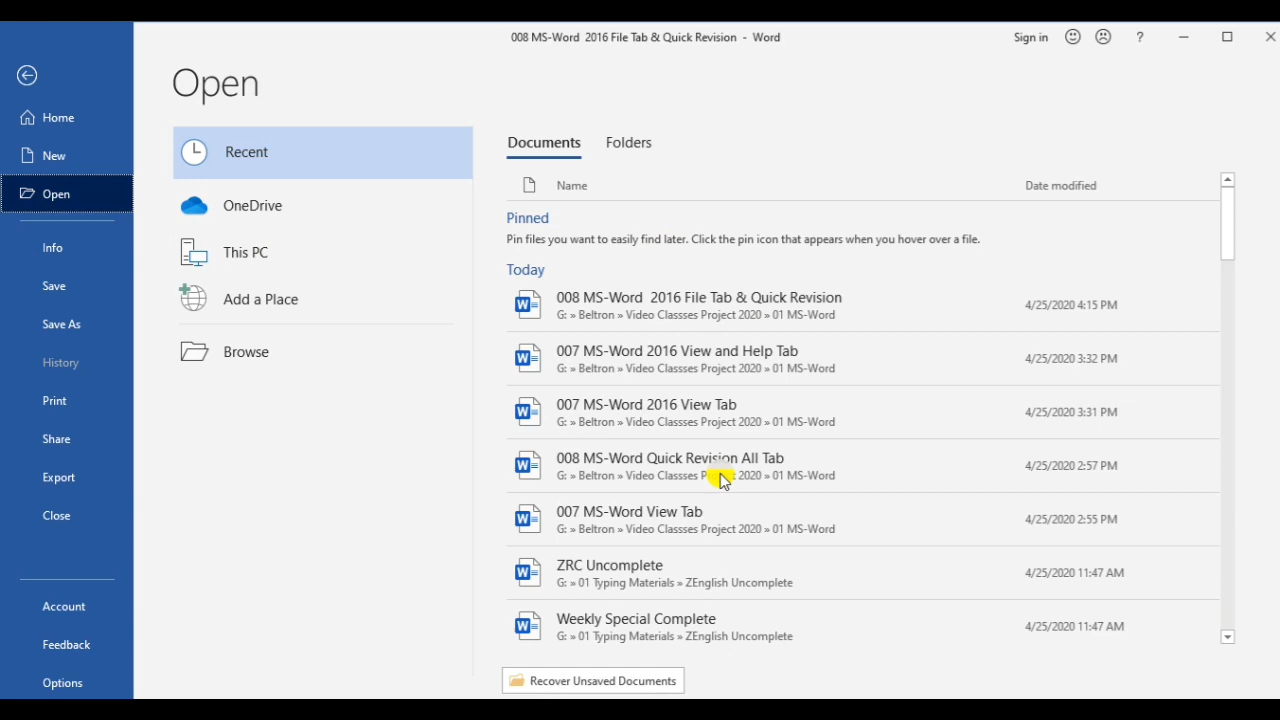 008 MS-Word  2016 File Tab & Quick Revision  -  Word
Sign in
?
Open
Home
New
Open
Info
Save
Save As
History
Print
Share
Export
Close
Account
Feedback
Options
Recent
OneDrive
This PC
Add a Place
Browse
Documents Folders
Name Date modified
Pinned
Pin files you want to easily find later. Click the pin icon that appears when you hover over a file.
Today
008 MS-Word  2016 File Tab & Quick Revision 4/25/2020 4:15 PM
G: » Beltron » Video Classses Project 2020 » 01 MS-Word
007 MS-Word 2016 View and Help Tab 4/25/2020 3:32 PM
G: » Beltron » Video Classses Project 2020 » 01 MS-Word
007 MS-Word 2016 View Tab 4/25/2020 3:31 PM
G: » Beltron » Video Classses Project 2020 » 01 MS-Word
008 MS-Word Quick Revision All Tab 4/25/2020 2:57 PM
G: » Beltron » Video Classses 2020 » 01 MS-Word
007 MS-Word View Tab 4/25/2020 2:55 PM
G: » Beltron » Video Classses Project 2020 » 01 MS-Word
ZRC Uncomplete 4/25/2020 11:47 AM
G: » 01 Typing Materials » ZEnglish Uncomplete
Weekly Special Complete 4/25/2020 11:47 AM
G: » 01 Typing Materials » ZEnglish Uncomplete
Recover Unsaved Documents